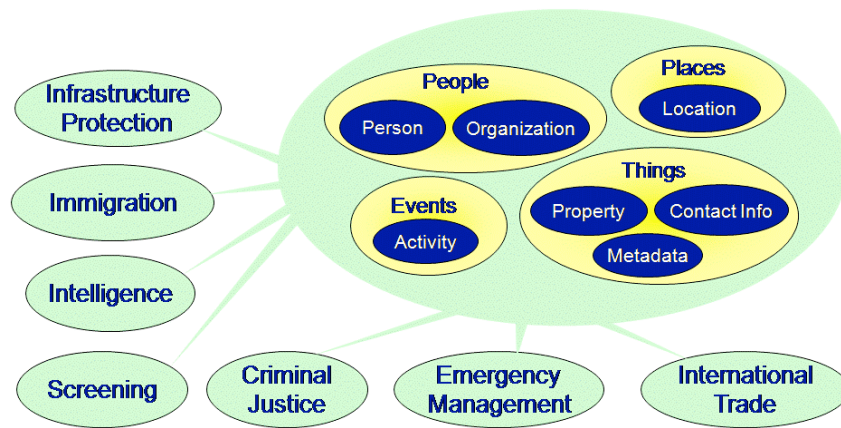 People
Person
Organization
Places
Location
Events
Activity
Things
Property
Contact Info
Metadata
Infrastructure
Protection
Immigration
Intelligence
Screening
Criminal
Justice
Emergency
Management
International
Trade